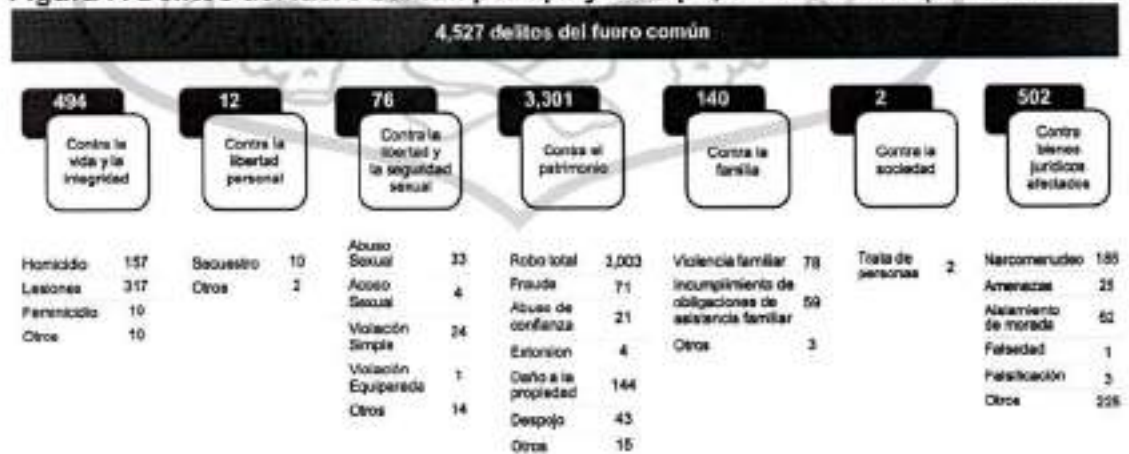 4,527 delitos del fuero común
494
Contra la
vida y la
integridad
Homicidio 157
Lesiones 317
Feminicidio 10
Otros 10
12
Contra la
libertad
personal
Secuestro 10
Otros 2
76
Contra la
libertad y
la seguridad
sexual
Abuso
Sexual 33
Acoso
Sexual 4
Violación
Simple 24
Violación
Equiparada 1
Otros 14
3,301
Contra el
patrimonio
Robo total 3,003
Fraude 71
Abuso de
confianza 21
Extorsion 4
Daño a la
propiedad 144
Despojo 43
Otros 15
140
Contra la
familia
Violencia familiar 78
Incumplimiento de
obligaciones de
asistencia familiar 59
Otros 3
2
Contra la
sociedad
Trata de
personas 2
502
Contra
bienes
jurídicos
afectados
Narcomenudeo 185
Amenazas 25
Allanamiento
de morada 62
Falsedad 1
Falsificación 3
Otros 226